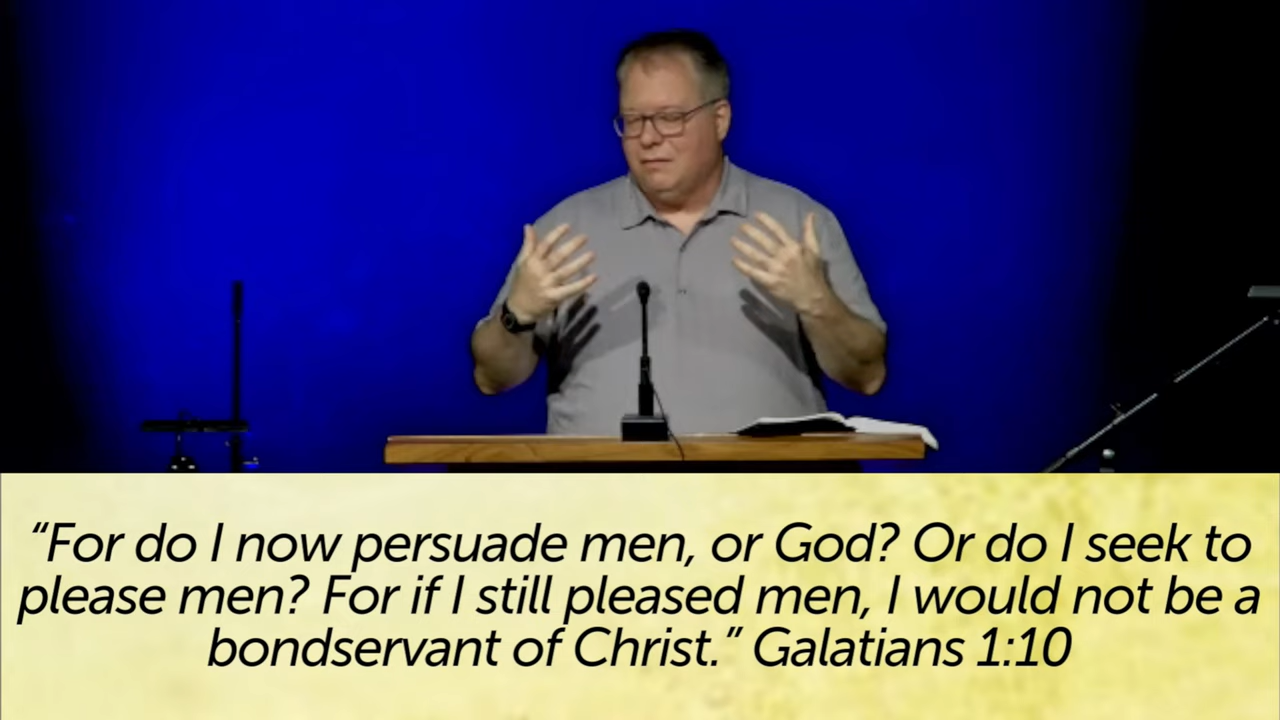 “For do I now persuade men, or God? Or do I seek to
please men? For if I still pleased men, I would not be a
bondservant of Christ.” Galatians 1:10